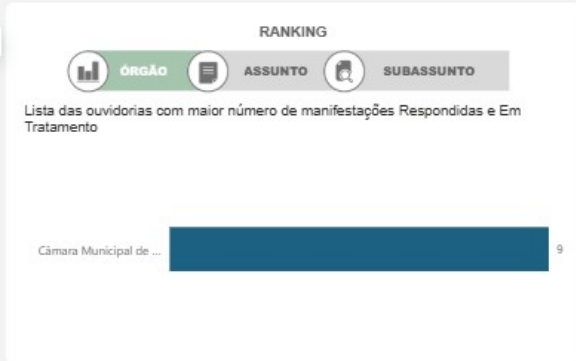 RANKING
ÓRGÃO ASSUNTO SUBASSUNTO
Lista das ouvidorias com maior número de manifestações Respondidas e Em
Tratamento
Câmara Municipal de ... 9